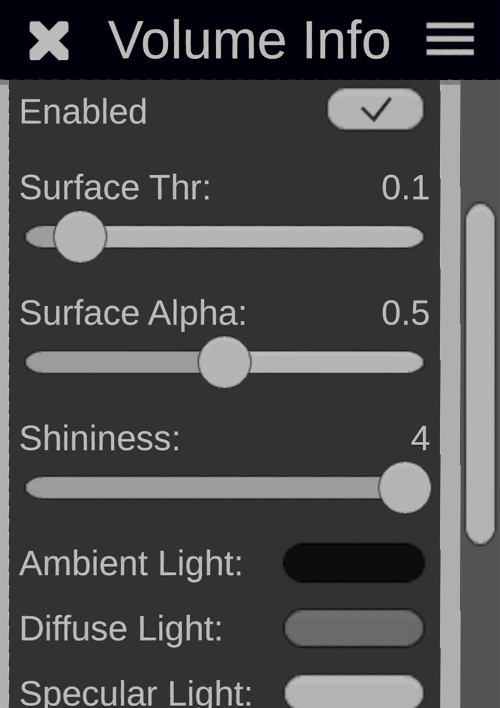 Volume Info
Enabled
Surface Thr: 0.1
Surface Alpha: 0.5
Shininess: 4
Ambient Light:
Diffuse Light:
Specular Light: